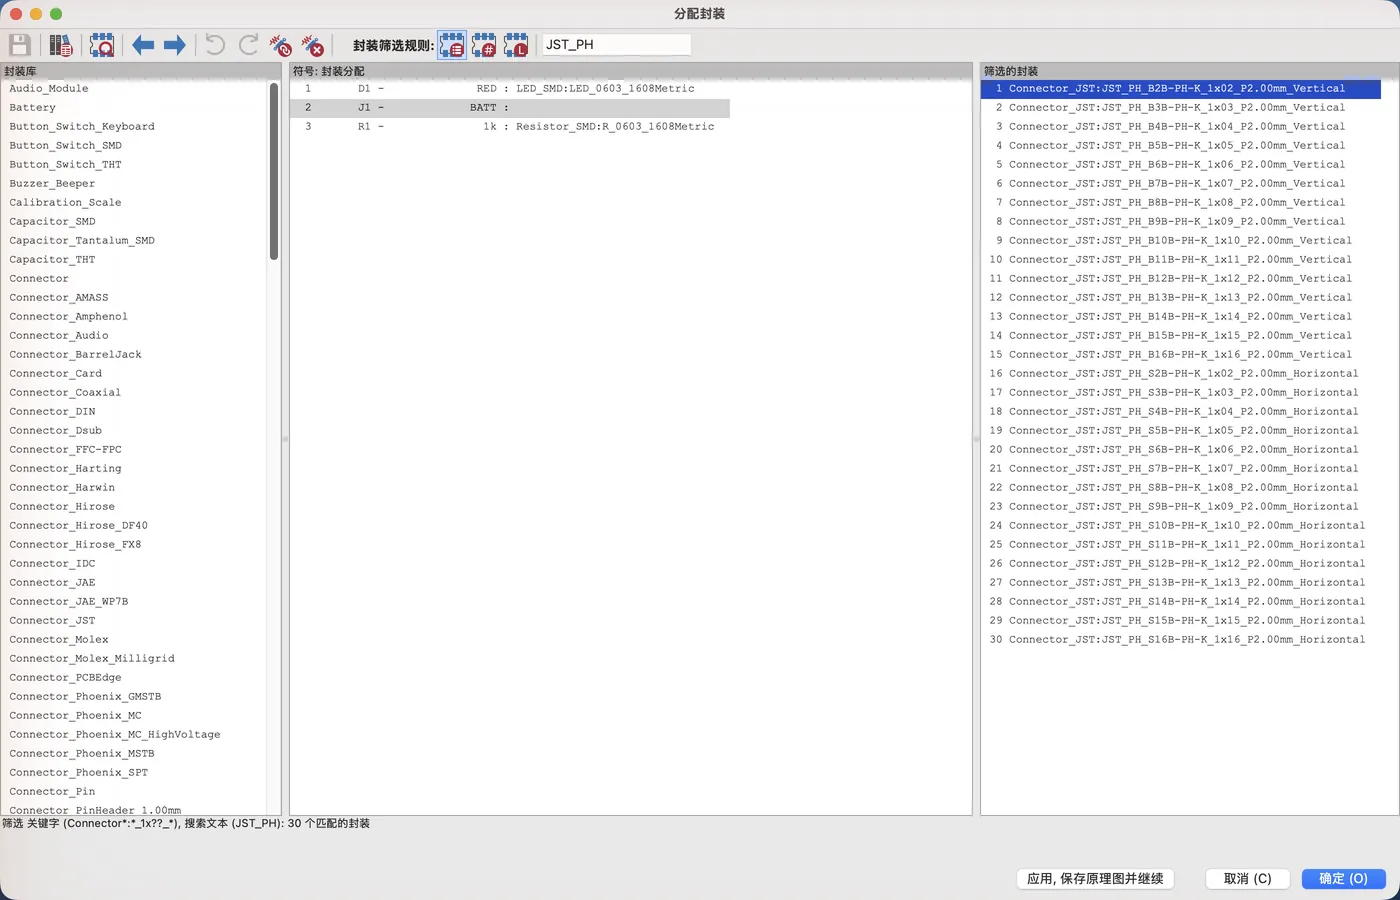 分配封装
封装筛选规则: JST_PH
封装库
Audio_Module
Battery
Button_Switch_Keyboard
Button_Switch_SMD
Button_Switch_THT
Buzzer_Beeper
Calibration_Scale
Capacitor_SMD
Capacitor_Tantalum_SMD
Capacitor_THT
Connector
Connector_AMASS
Connector_Amphenol
Connector_Audio
Connector_BarrelJack
Connector_Card
Connector_Coaxial
Connector_DIN
Connector_Dsub
Connector_FFC-FPC
Connector_Harting
Connector_Harwin
Connector_Hirose
Connector_Hirose_DF40
Connector_Hirose_FX8
Connector_IDC
Connector_JAE
Connector_JAE_WP7B
Connector_JST
Connector_Molex
Connector_Molex_Milligrid
Connector_PCBEdge
Connector_Phoenix_GMSTB
Connector_Phoenix_MC
Connector_Phoenix_MC_HighVoltage
Connector_Phoenix_MSTB
Connector_Phoenix_SPT
Connector_Pin
Connector_PinHeader_1.00mm
符号: 封装分配
1 D1 - RED : LED_SMD:LED_0603_1608Metric
2 J1 - BATT :
3 R1 - 1k : Resistor_SMD:R_0603_1608Metric
筛选的封装
1 Connector_JST:JST_PH_B2B-PH-K_1x02_P2.00mm_Vertical
2 Connector_JST:JST_PH_B3B-PH-K_1x03_P2.00mm_Vertical
3 Connector_JST:JST_PH_B4B-PH-K_1x04_P2.00mm_Vertical
4 Connector_JST:JST_PH_B5B-PH-K_1x05_P2.00mm_Vertical
5 Connector_JST:JST_PH_B6B-PH-K_1x06_P2.00mm_Vertical
6 Connector_JST:JST_PH_B7B-PH-K_1x07_P2.00mm_Vertical
7 Connector_JST:JST_PH_B8B-PH-K_1x08_P2.00mm_Vertical
8 Connector_JST:JST_PH_B9B-PH-K_1x09_P2.00mm_Vertical
9 Connector_JST:JST_PH_B10B-PH-K_1x10_P2.00mm_Vertical
10 Connector_JST:JST_PH_B11B-PH-K_1x11_P2.00mm_Vertical
11 Connector_JST:JST_PH_B12B-PH-K_1x12_P2.00mm_Vertical
12 Connector_JST:JST_PH_B13B-PH-K_1x13_P2.00mm_Vertical
13 Connector_JST:JST_PH_B14B-PH-K_1x14_P2.00mm_Vertical
14 Connector_JST:JST_PH_B15B-PH-K_1x15_P2.00mm_Vertical
15 Connector_JST:JST_PH_B16B-PH-K_1x16_P2.00mm_Vertical
16 Connector_JST:JST_PH_S2B-PH-K_1x02_P2.00mm_Horizontal
17 Connector_JST:JST_PH_S3B-PH-K_1x03_P2.00mm_Horizontal
18 Connector_JST:JST_PH_S4B-PH-K_1x04_P2.00mm_Horizontal
19 Connector_JST:JST_PH_S5B-PH-K_1x05_P2.00mm_Horizontal
20 Connector_JST:JST_PH_S6B-PH-K_1x06_P2.00mm_Horizontal
21 Connector_JST:JST_PH_S7B-PH-K_1x07_P2.00mm_Horizontal
22 Connector_JST:JST_PH_S8B-PH-K_1x08_P2.00mm_Horizontal
23 Connector_JST:JST_PH_S9B-PH-K_1x09_P2.00mm_Horizontal
24 Connector_JST:JST_PH_S10B-PH-K_1x10_P2.00mm_Horizontal
25 Connector_JST:JST_PH_S11B-PH-K_1x11_P2.00mm_Horizontal
26 Connector_JST:JST_PH_S12B-PH-K_1x12_P2.00mm_Horizontal
27 Connector_JST:JST_PH_S13B-PH-K_1x13_P2.00mm_Horizontal
28 Connector_JST:JST_PH_S14B-PH-K_1x14_P2.00mm_Horizontal
29 Connector_JST:JST_PH_S15B-PH-K_1x15_P2.00mm_Horizontal
30 Connector_JST:JST_PH_S16B-PH-K_1x16_P2.00mm_Horizontal
筛选 关键字 (Connector*:*_1x??_*), 搜索文本 (JST_PH): 30 个匹配的封装
应用, 保存原理图并继续 取消 (C) 确定 (O)